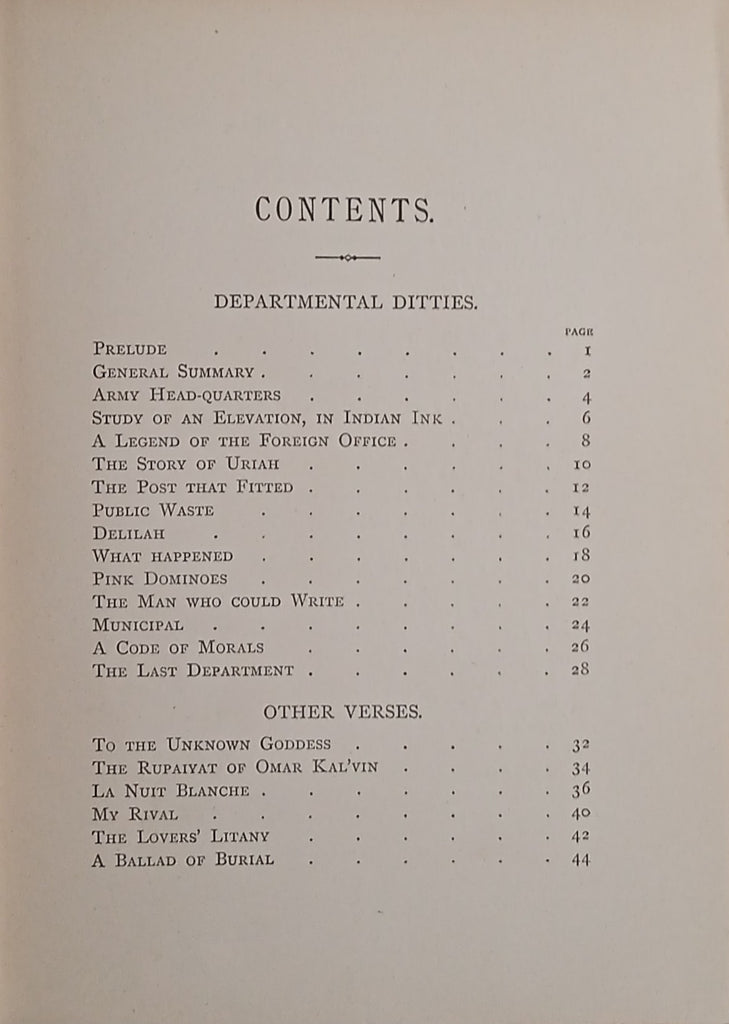 CONTENTS.
DEPARTMENTAL DITTIES.
PAGE
PRELUDE . . . . . . . . 1
GENERAL SUMMARY . . . . . . . 2
ARMY HEAD-QUARTERS . . . . . . 4
STUDY OF AN ELEVATION, IN INDIAN INK . . . 6
A LEGEND OF THE FOREIGN OFFICE . . . . 8
THE STORY OF URIAH . . . . . . 10
THE POST THAT FITTED . . . . . . 12
PUBLIC WASTE . . . . . . . 14
DELILAH . . . . . . . . 16
WHAT HAPPENED . . . . . . . 18
PINK DOMINOES . . . . . . . 20
THE MAN WHO COULD WRITE . . . . . 22
MUNICIPAL . . . . . . . . 24
A CODE OF MORALS . . . . . . 26
THE LAST DEPARTMENT . . . . . . 28
OTHER VERSES.
TO THE UNKNOWN GODDESS . . . . . 32
THE RUPAIYAT OF OMAR KAL'VIN . . . . 34
LA NUIT BLANCHE . . . . . . . 36
MY RIVAL . . . . . . . . 40
THE LOVERS' LITANY . . . . . . 42
A BALLAD OF BURIAL . . . . . . 44